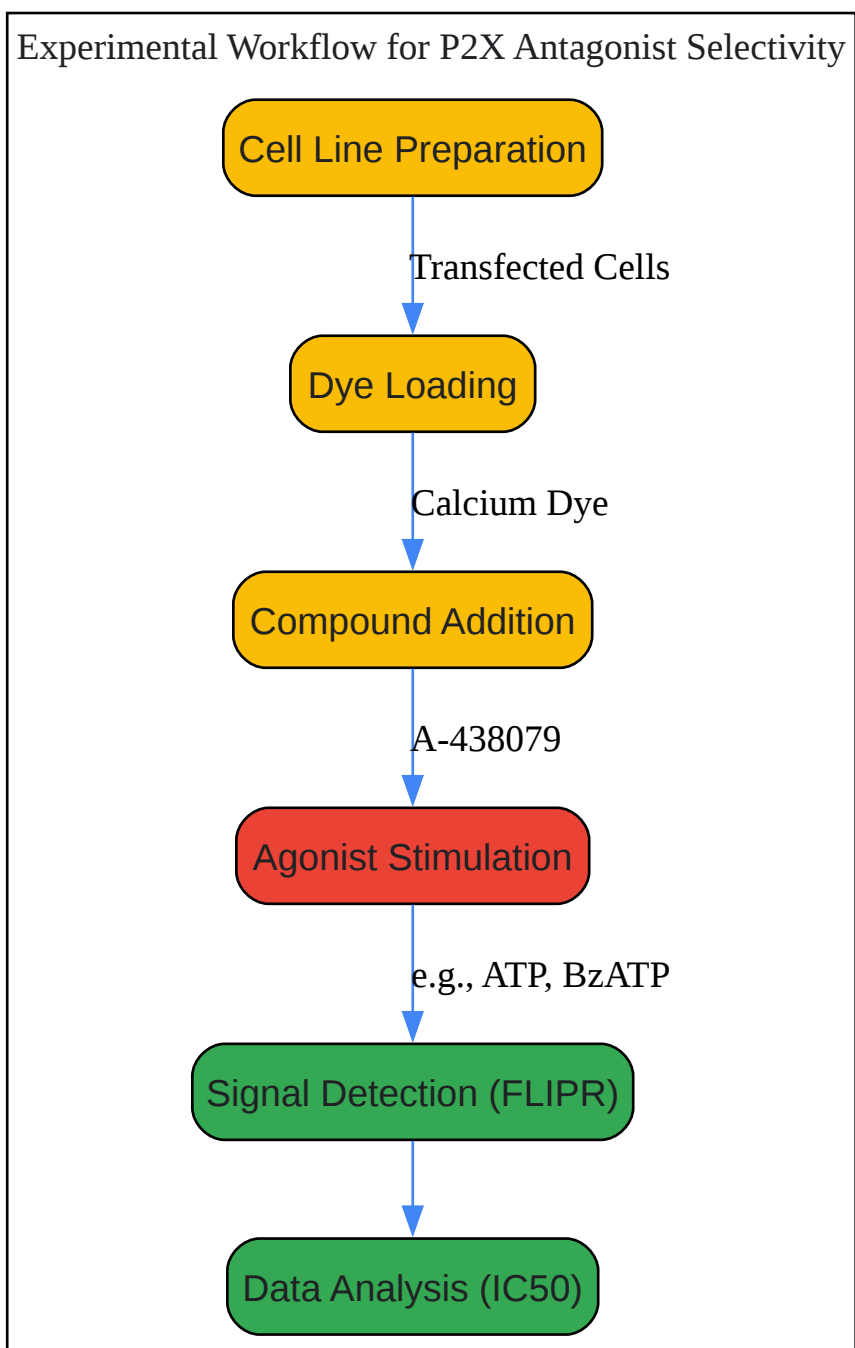 Experimental Workflow for P2X Antagonist Selectivity
Cell Line Preparation
Transfected Cells
Dye Loading
Calcium Dye
Compound Addition
A-438079
Agonist Stimulation
e.g., ATP, BzATP
Signal Detection (FLIPR)
Data Analysis (IC50)